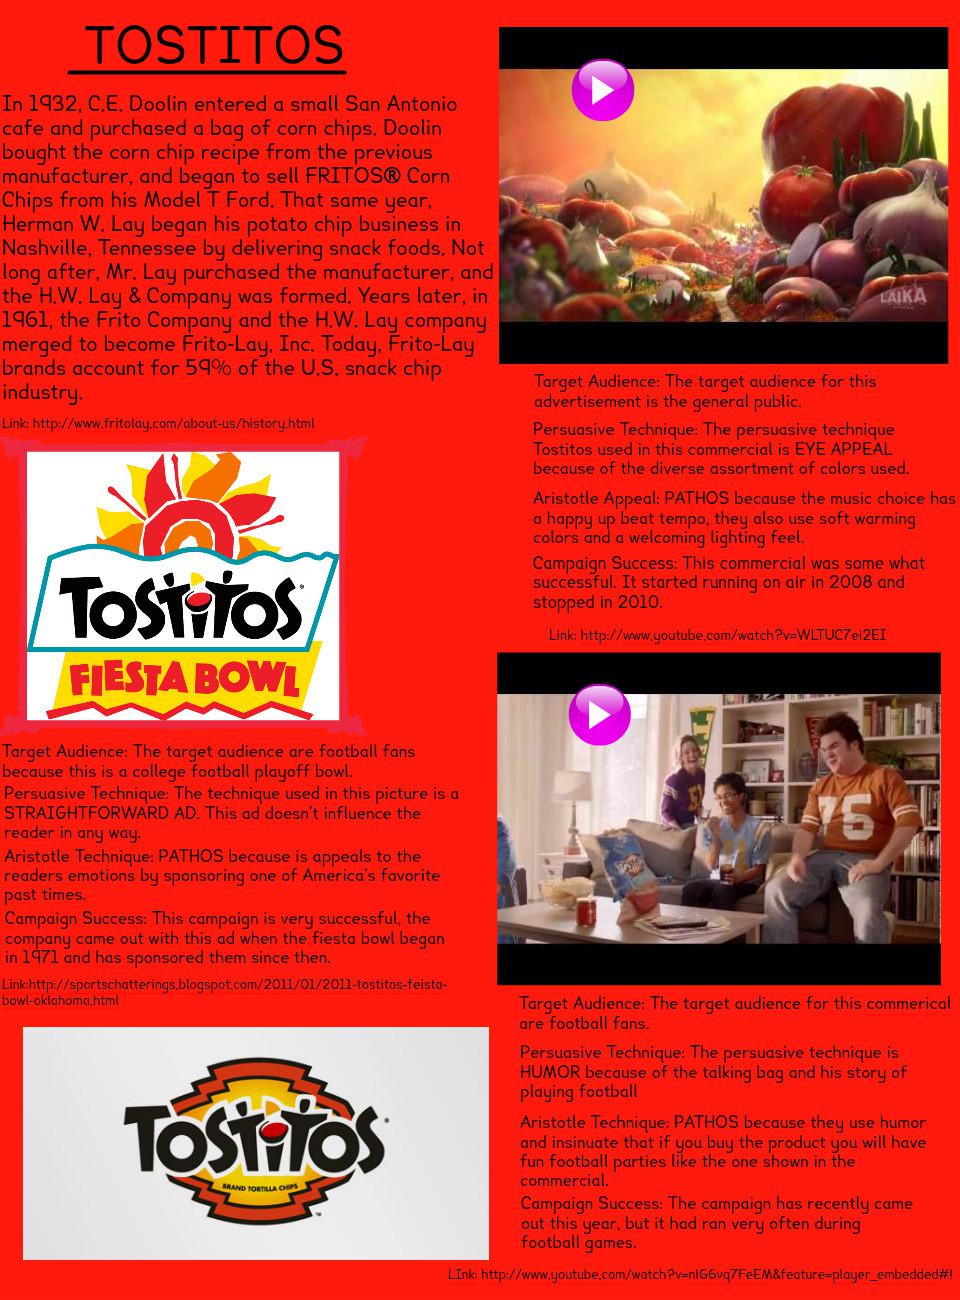 TOSTITOS
In 1932, C.E. Doolin entered a small San Antonio
cafe and purchased a bag of corn chips. Doolin
bought the corn chip recipe from the previous
manufacturer, and began to sell FRITOS® Corn
Chips from his Model T Ford. That same year,
Herman W. Lay began his potato chip business in
Nashville, Tennessee by delivering snack foods. Not
long after, Mr. Lay purchased the manufacturer, and
the H.W. Lay & Company was formed. Years later, in
1961, the Frito Company and the H.W. Lay company
merged to become Frito-Lay, Inc. Today, Frito-Lay
brands account for 59% of the U.S. snack chip
industry.
Link: http://www.fritolay.com/about-us/history.html
TOSTITOS®
FIESTA BOWL
Target Audience: The target audience are football fans
because this is a college football playoff bowl.
Persuasive Technique: The technique used in this picture is a
STRAIGHTFORWARD AD. This ad doesn't influence the
reader in any way.
Aristotle Technique: PATHOS because is appeals to the
readers emotions by sponsoring one of America's favorite
past times.
Campaign Success: This campaign is very successful, the
company came out with this ad when the fiesta bowl began
in 1971 and has sponsored them since then.
Link:http://sportschatterings.blogspot.com/2011/01/2011-tostitos-feista-
bowl-oklahoma.html
TOSTITOS®
BRAND TORTILLA CHIPS
™
LAIKA
Target Audience: The target audience for this
advertisement is the general public.
Persuasive Technique: The persuasive technique
Tostitos used in this commercial is EYE APPEAL
because of the diverse assortment of colors used.
Aristotle Appeal: PATHOS because the music choice has
a happy up beat tempo, they also use soft warming
colors and a welcoming lighting feel.
Campaign Success: This commercial was some what
successful. It started running on air in 2008 and
stopped in 2010.
Link: http://www.youtube.com/watch?v=WLTUC7ei2EI
75
Target Audience: The target audience for this commerical
are football fans.
Persuasive Technique: The persuasive technique is
HUMOR because of the talking bag and his story of
playing football
Aristotle Technique: PATHOS because they use humor
and insinuate that if you buy the product you will have
fun football parties like the one shown in the
commercial.
Campaign Success: The campaign has recently came
out this year, but it had ran very often during
football games.
LInk: http://www.youtube.com/watch?v=nlG6vq7FeEM&feature=player_embedded#!